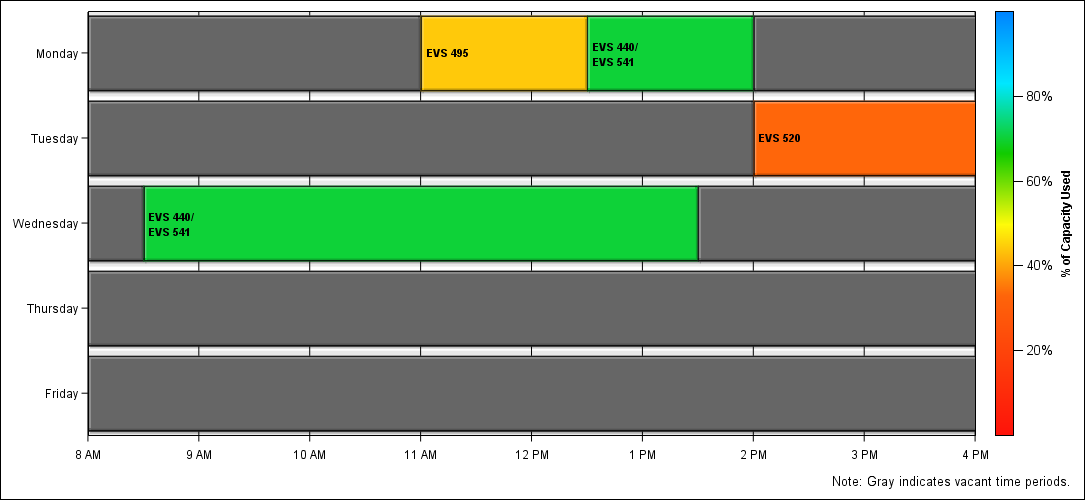 Monday
EVS 495
EVS 440/
EVS 541
Tuesday
EVS 520
Wednesday
EVS 440/
EVS 541
Thursday
Friday
8 AM
9 AM
10 AM
11 AM
12 PM
1 PM
2 PM
3 PM
4 PM
80%
60%
40%
20%
% of Capacity Used
Note: Gray indicates vacant time periods.